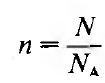 n = N / N_A